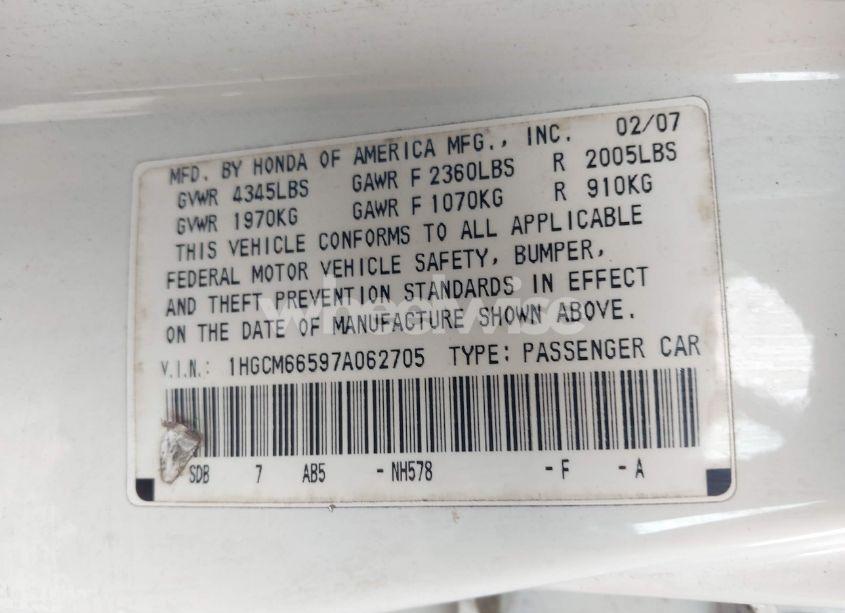 MFD. BY HONDA OF AMERICA MFG., INC. 02/07
GVWR 4345LBS GAWR F 2360LBS R 2005LBS
GVWR 1970KG GAWR F 1070KG R 910KG
THIS VEHICLE CONFORMS TO ALL APPLICABLE
FEDERAL MOTOR VEHICLE SAFETY, BUMPER,
AND THEFT PREVENTION STANDARDS IN EFFECT
ON THE DATE OF MANUFACTURE SHOWN ABOVE.
wheelwise
V.I.N.: 1HGCM66597A062705 TYPE: PASSENGER CAR
SDB 7 AB5 -NH578 -F -A